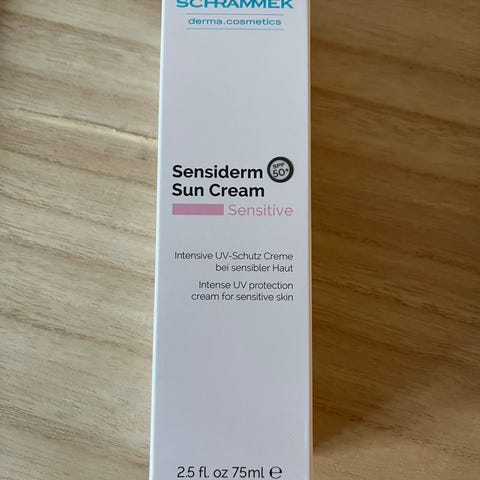 SCHRAMMEK
derma.cosmetics
Sensiderm
SPF
50+
Sun Cream
Sensitive
Intensive UV-Schutz Creme
bei sensibler Haut
Intense UV protection
cream for sensitive skin
2.5 fl. oz 75ml ℮